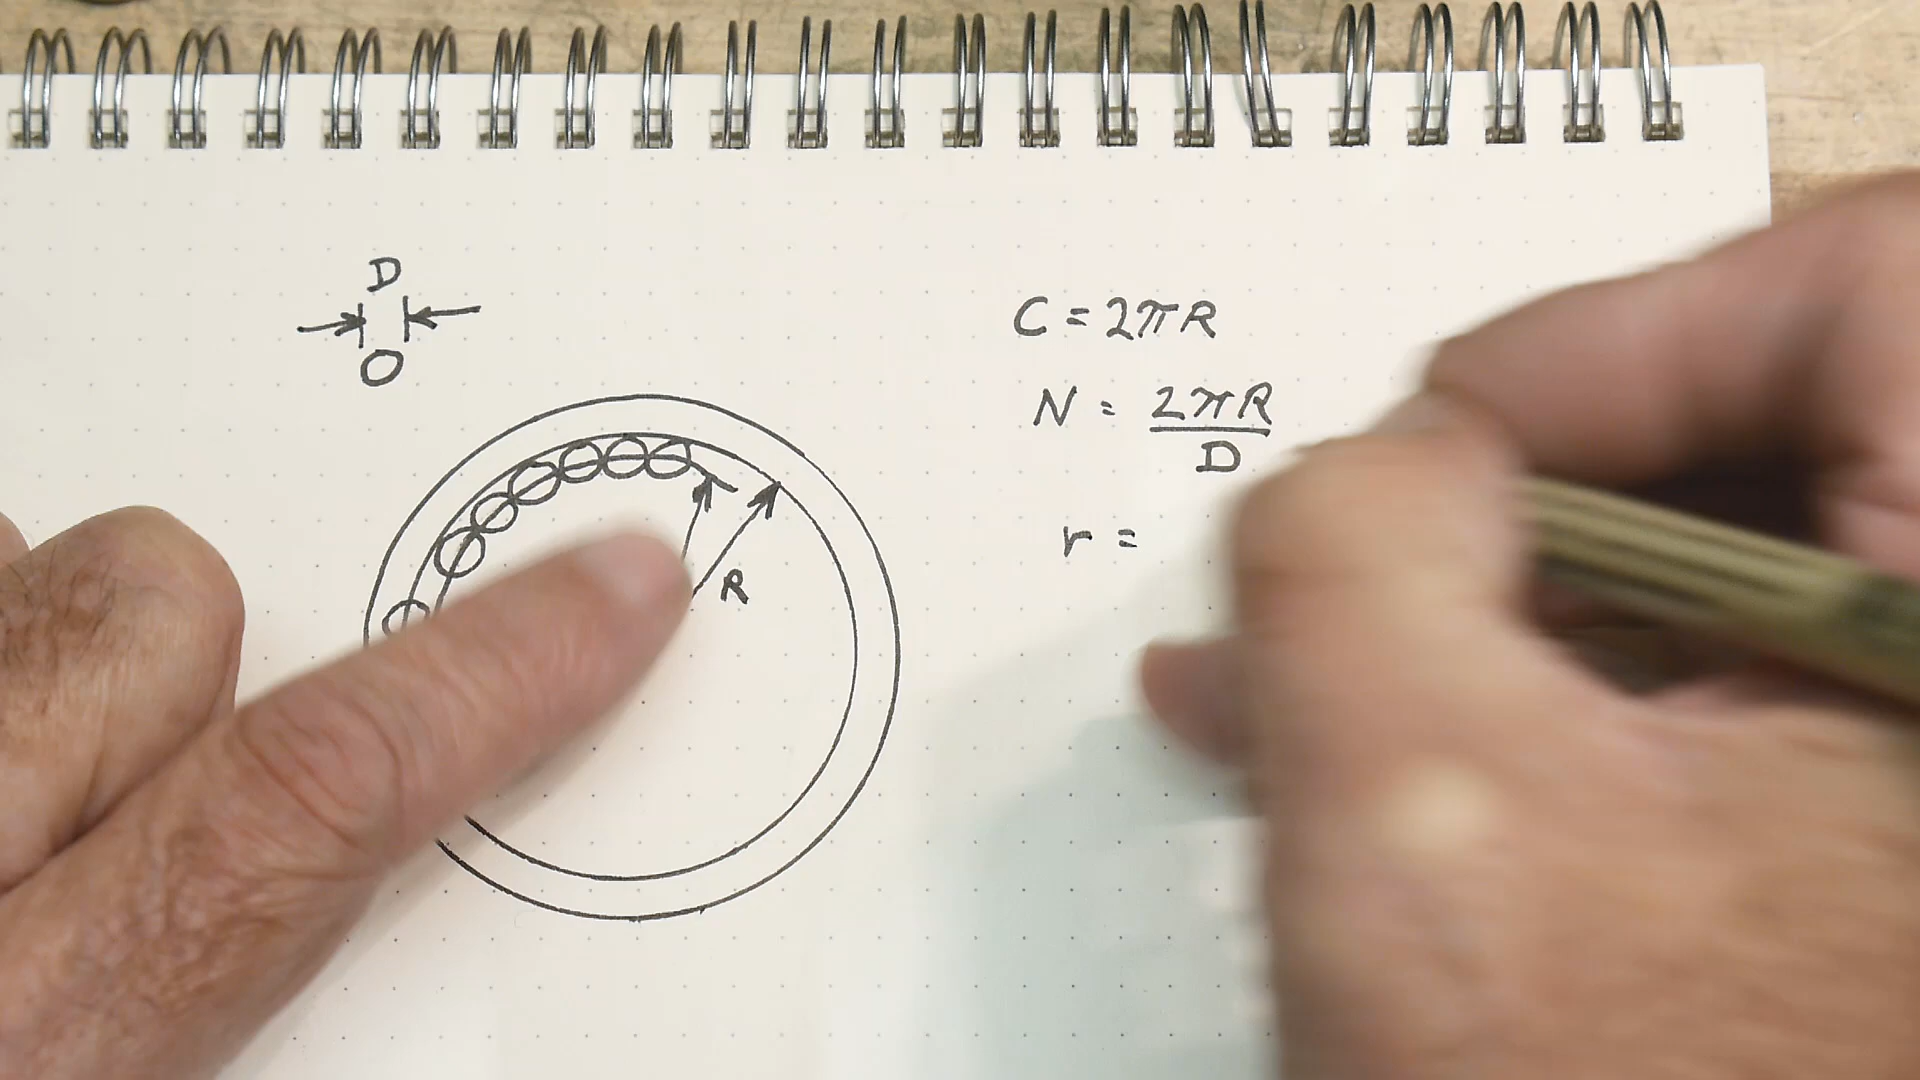 D
C = 2πR
N = 2πR/D
r =
R